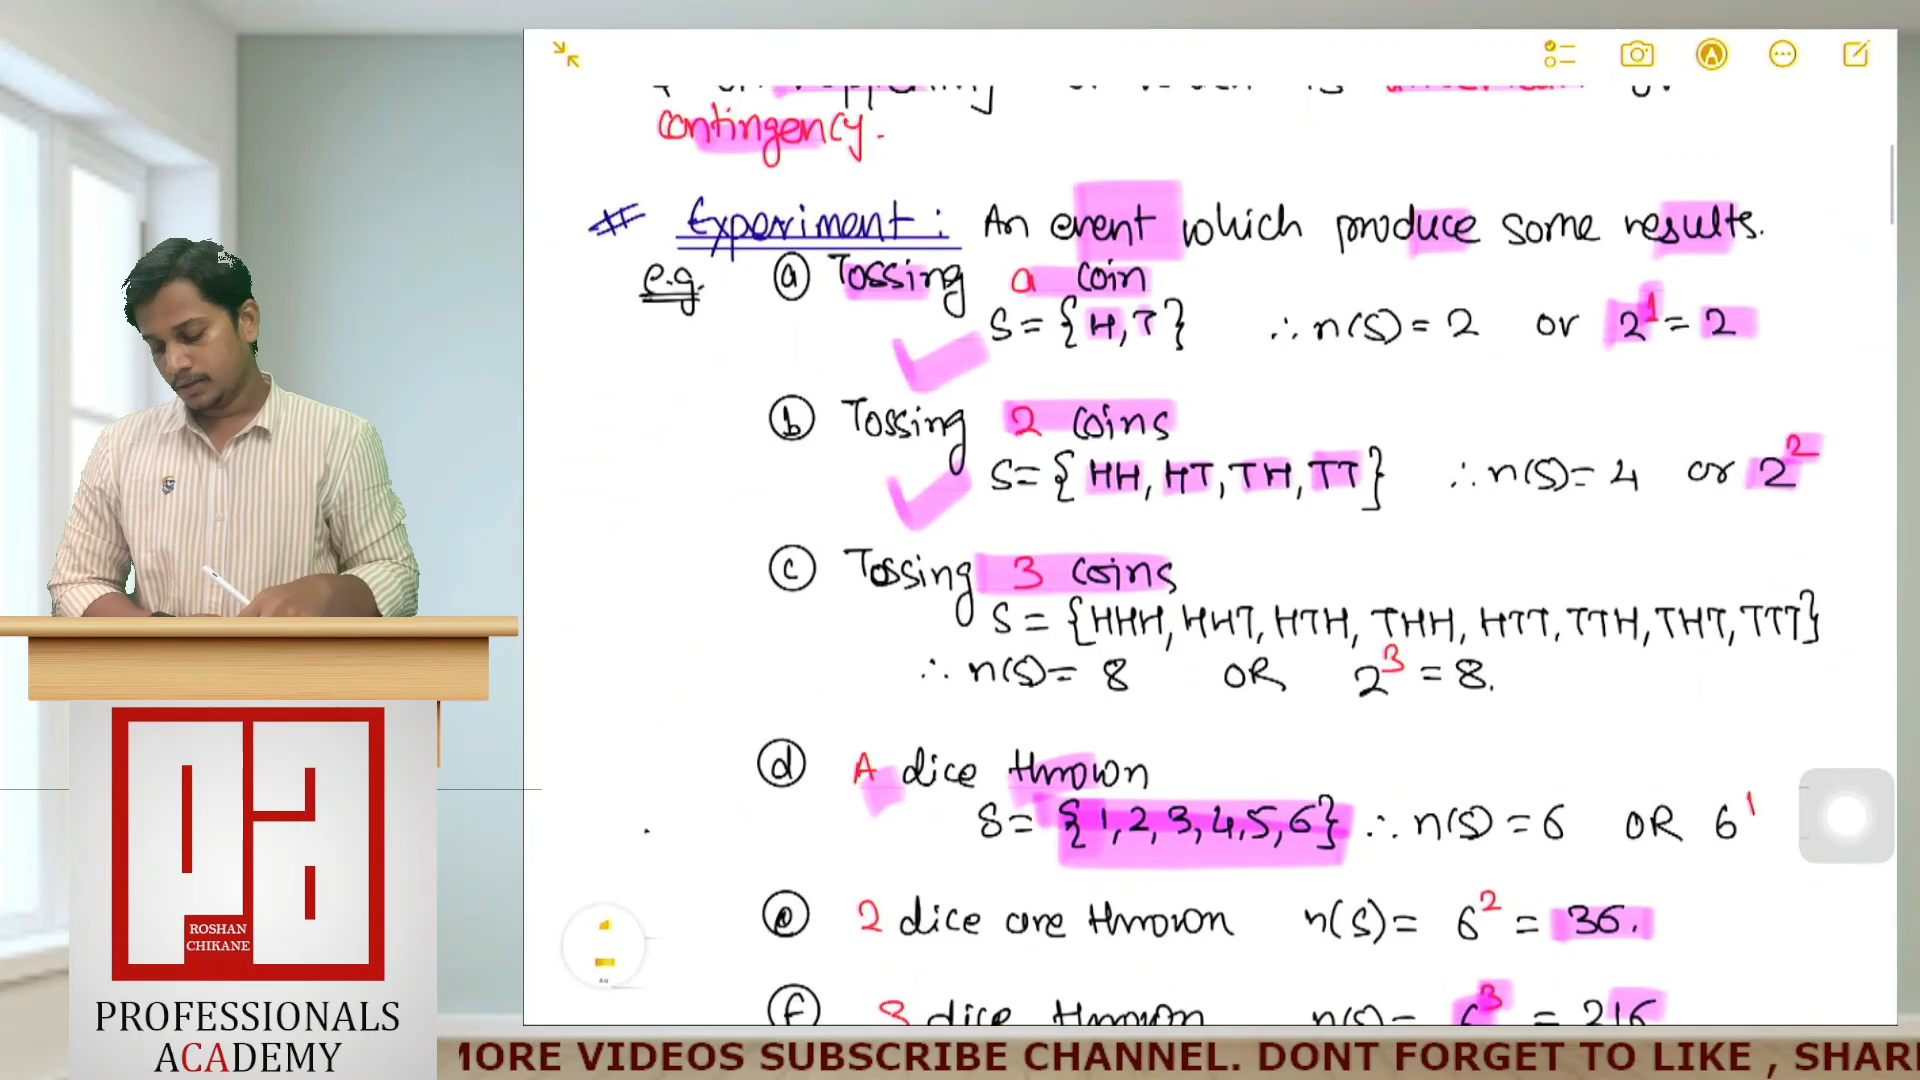 contingency.
# Experiment: An event which produce some results.
e.g. (a) Tossing a coin
S = {H, T} ∴ n(S) = 2 or 2¹ = 2
(b) Tossing 2 coins
S = {HH, HT, TH, TT} ∴ n(S) = 4 or 2²
(c) Tossing 3 coins
S = {HHH, HHT, HTH, THH, HTT, TTH, THT, TTT}
∴ n(S) = 8 OR 2³ = 8.
(d) A dice thrown
S = {1, 2, 3, 4, 5, 6} ∴ n(S) = 6 OR 6¹
(e) 2 dice are thrown n(S) = 6² = 36.
(f) 3 dice thrown n(S) = 6³ = 216
ROSHAN
CHIKANE
PROFESSIONALS
ACADEMY
MORE VIDEOS SUBSCRIBE CHANNEL. DONT FORGET TO LIKE , SHAR